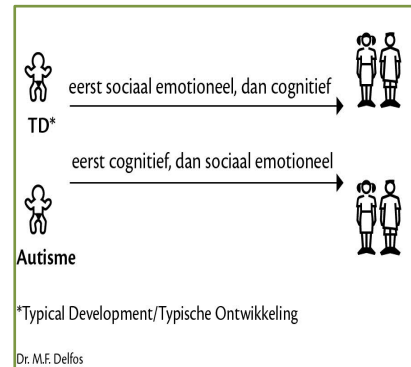 eerst sociaal emotioneel, dan cognitief
TD*
eerst cognitief, dan sociaal emotioneel
Autisme
*Typical Development/Typische Ontwikkeling
Dr. M.F. Delfos